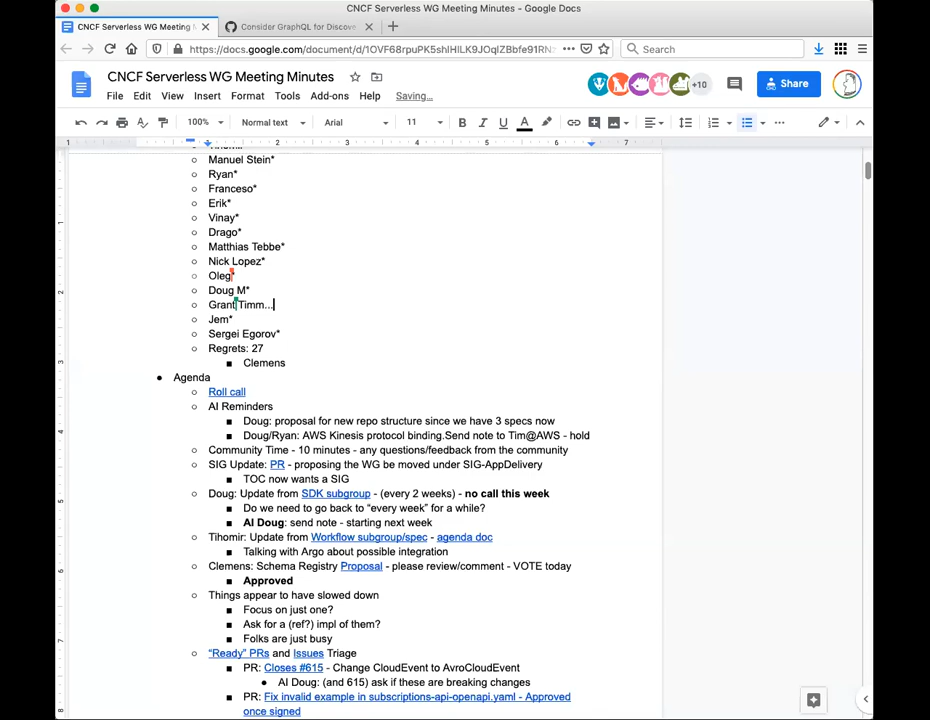 CNCF Serverless WG Meeting Minutes - Google Docs
CNCF Serverless WG Meeting
Consider GraphQL for Discove
https://docs.google.com/document/d/
Search
CNCF Serverless WG Meeting Minutes
File Edit View Insert Format Tools Add-ons Help Saving...
+10
Share
100% Normal text Arial 11
1 1 2 3 4 5 6 7
Manuel Stein*
Ryan*
Franceso*
Erik*
Vinay*
Drago*
Matthias Tebbe*
Nick Lopez*
Oleg*
Doug M*
Grant Timm...
Jem*
Sergei Egorov*
Regrets: 27
Clemens
Agenda
Roll call
AI Reminders
Doug: proposal for new repo structure since we have 3 specs now
Doug/Ryan: AWS Kinesis protocol binding.Send note to Tim@AWS - hold
Community Time - 10 minutes - any questions/feedback from the community
SIG Update: PR - proposing the WG be moved under SIG-AppDelivery
TOC now wants a SIG
Doug: Update from SDK subgroup - (every 2 weeks) - no call this week
Do we need to go back to “every week” for a while?
AI Doug: send note - starting next week
Tihomir: Update from Workflow subgroup/spec - agenda doc
Talking with Argo about possible integration
Clemens: Schema Registry Proposal - please review/comment - VOTE today
Approved
Things appear to have slowed down
Focus on just one?
Ask for a (ref?) impl of them?
Folks are just busy
“Ready” PRs and Issues Triage
PR: Closes #615 - Change CloudEvent to AvroCloudEvent
AI Doug: (and 615) ask if these are breaking changes
PR: Fix invalid example in subscriptions-api-openapi.yaml - Approved
once signed